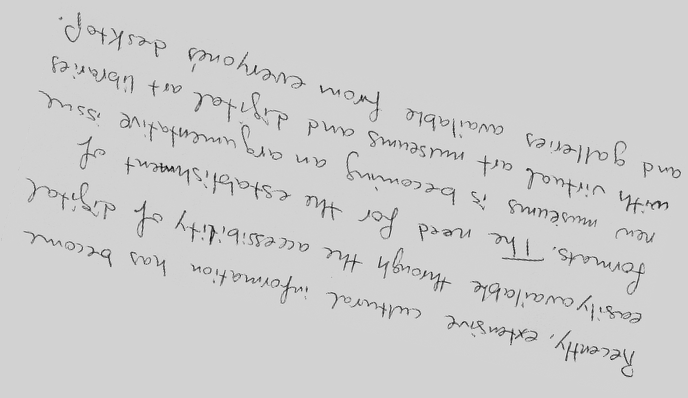 Recently, extensive cultural information has become
easily available through the accessibility of digital
formats. The need for the establishment of
new museums is becoming an argumentative issue
with virtual art museums and digital art libraries
and galleries available from everyone's desktop.